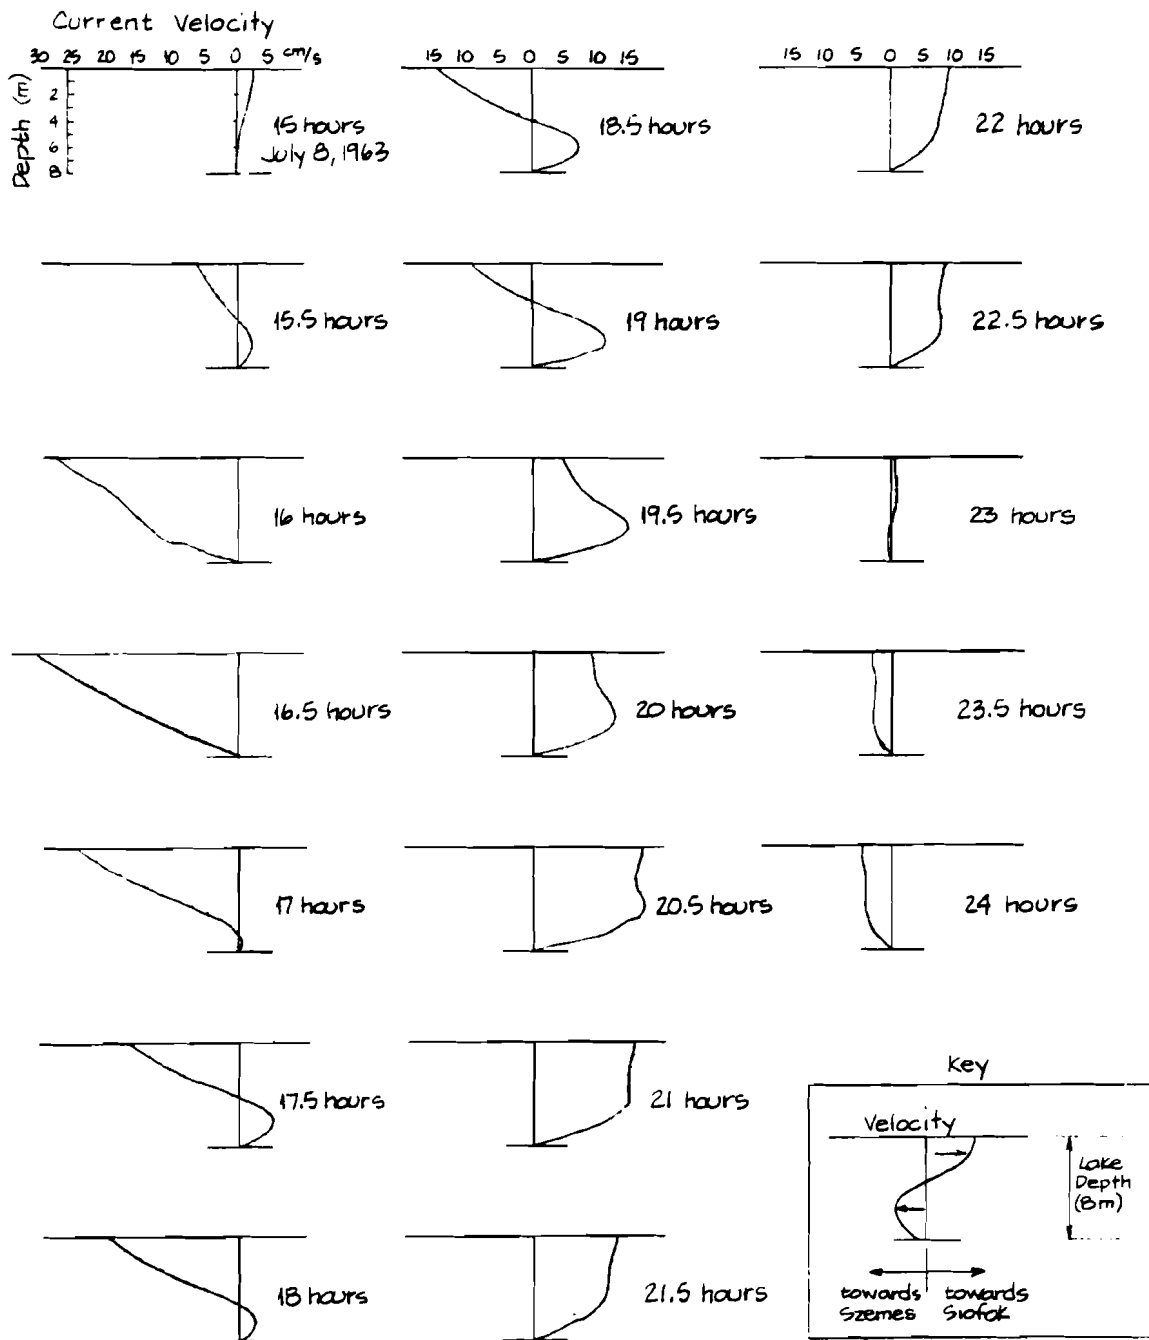 Current Velocity
30 25 20 15 10 5 0 5 cm/s
Depth (m)
2
4
6
8
15 hours
July 8, 1963
15.5 hours
16 hours
16.5 hours
17 hours
17.5 hours
18 hours
15 10 5 0 5 10 15
18.5 hours
19 hours
19.5 hours
20 hours
20.5 hours
21 hours
21.5 hours
15 10 5 0 5 10 15
22 hours
22.5 hours
23 hours
23.5 hours
24 hours
Key
Velocity
Lake
Depth
(8m)
towards towards
Szemes Siofok